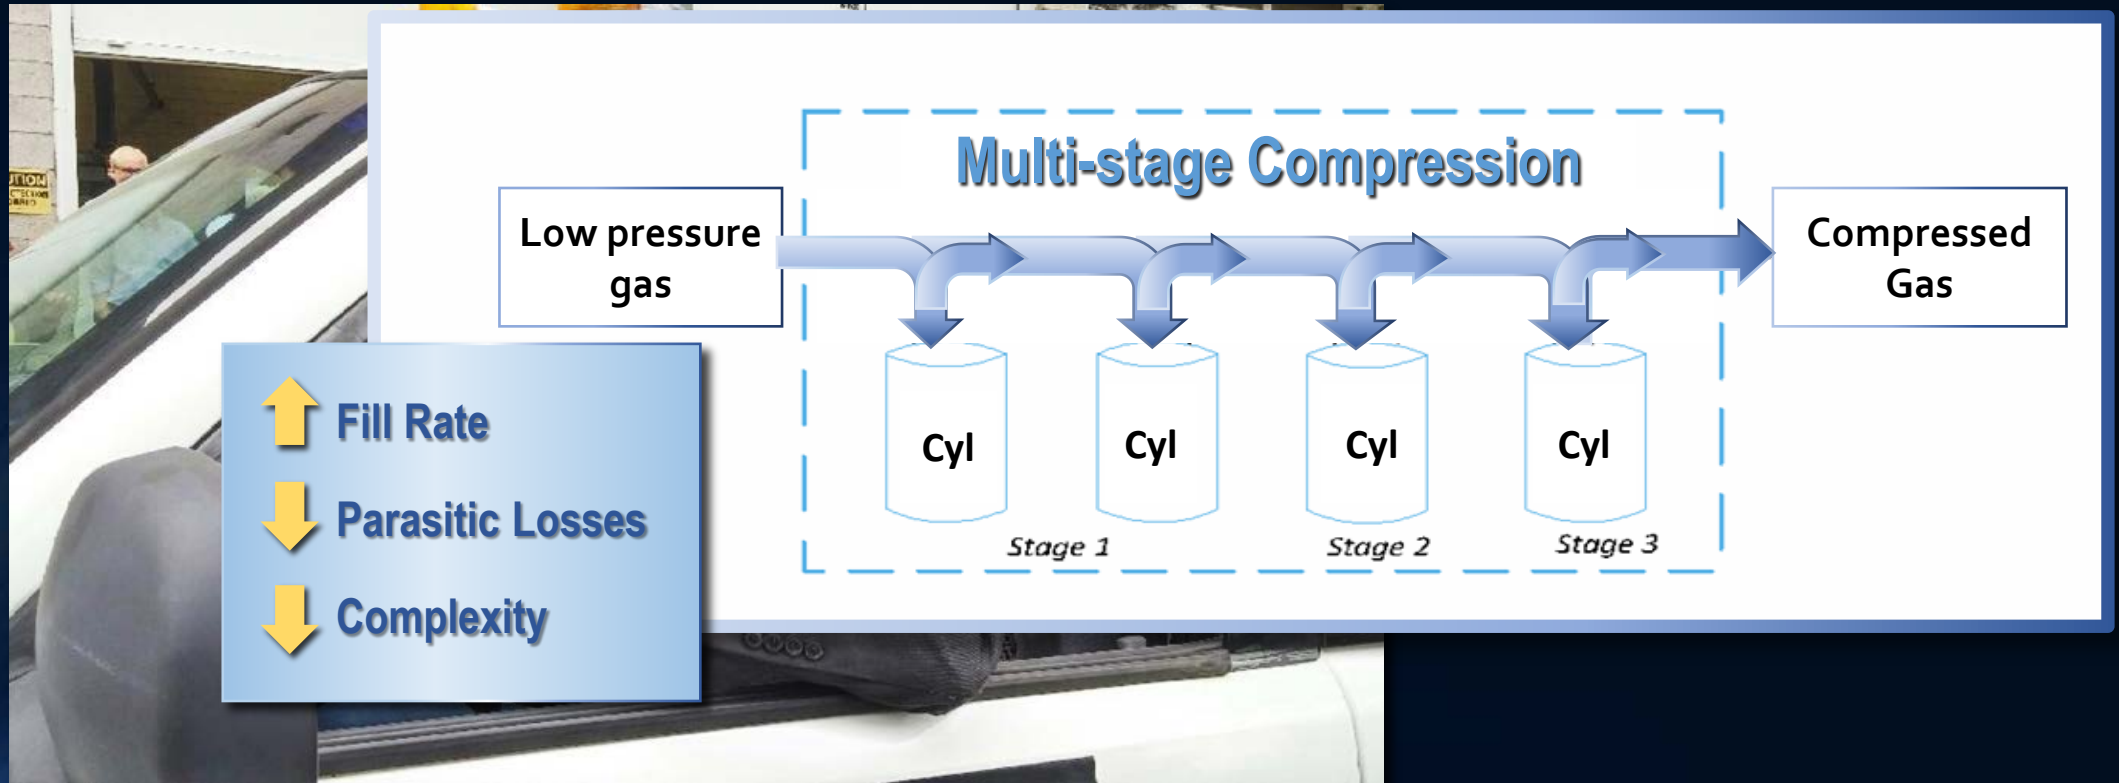 Multi-stage Compression
Low pressure
gas
Compressed
Gas
Cyl
Cyl
Cyl
Cyl
Stage 1
Stage 2
Stage 3
Fill Rate
Parasitic Losses
Complexity